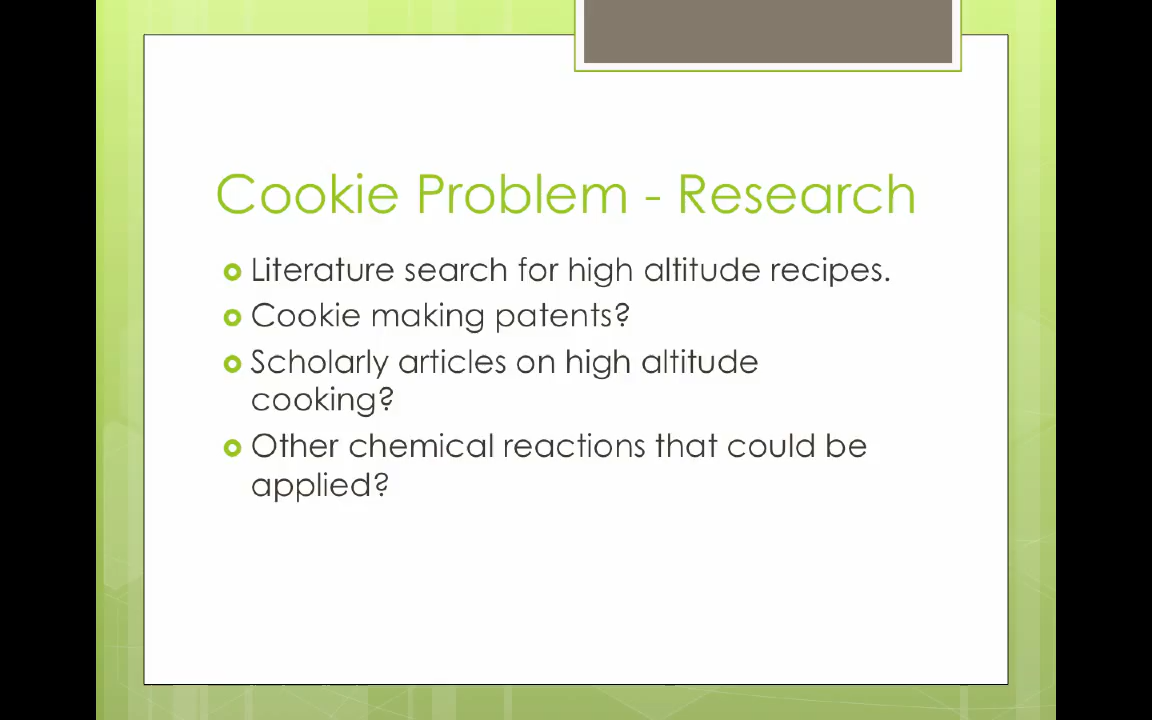 Cookie Problem - Research
Literature search for high altitude recipes.
Cookie making patents?
Scholarly articles on high altitude
cooking?
Other chemical reactions that could be
applied?